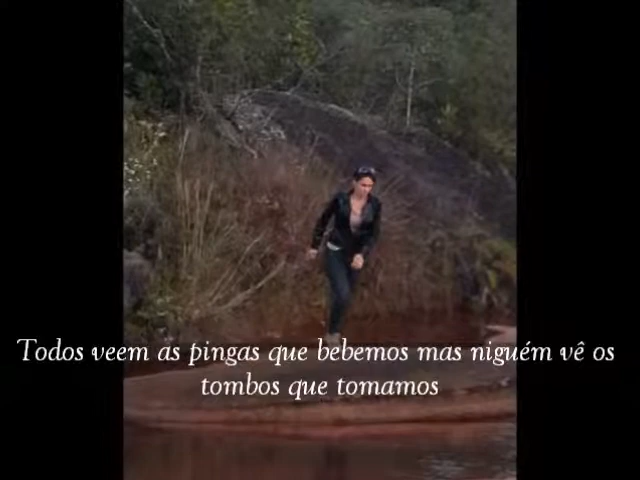 Todos veem as pingas que bebemos mas niguém vê os
tombos que tomamos